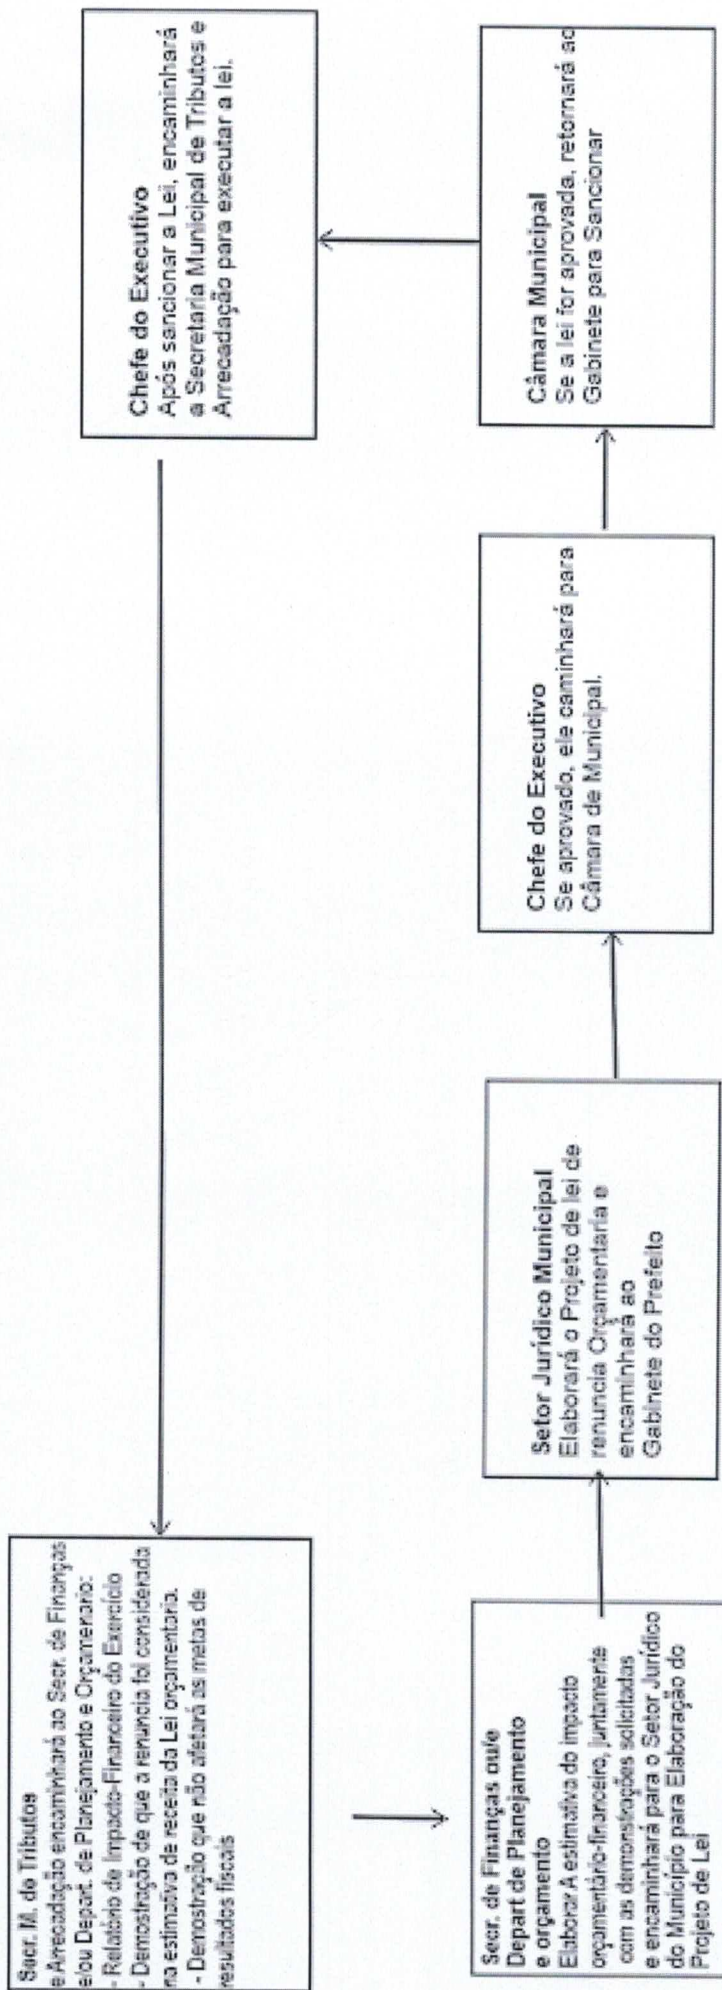 Secr. M. de Tributos
e Arrecadação encaminhará ao Secr. de Finanças
e/ou Depart. de Planejamento e Orçamenario:
- Relatório de Impacto-Financeiro do Exercício
- Demostração de que a renuncia foi considerada
na estimativa de receita da Lei orçamentaria.
- Demostração que não afetará as metas de
resultados fiscais
Secr. de Finanças ou/e
Depart de Planejamento
e orçamento
Elaborar A estimativa do impacto
orçamentário-financeiro, juntamente
com as demonstrações solicitadas
e encaminhará para o Setor Jurídico
do Município para Elaboração do
Projeto de Lei
Setor Jurídico Municipal
Elaborará o Projeto de lei de
renuncia Orçamentaria e
encaminhará ao
Gabinete do Prefeito
Chefe do Executivo
Se aprovado, ele caminhará para
Câmara de Municipal.
Câmara Municipal
Se a lei for aprovada, retornará ao
Gabinete para Sancionar
Chefe do Executivo
Após sancionar a Lei, encaminhará
a Secretaria Municipal de Tributos e
Arrecadação para executar a lei.